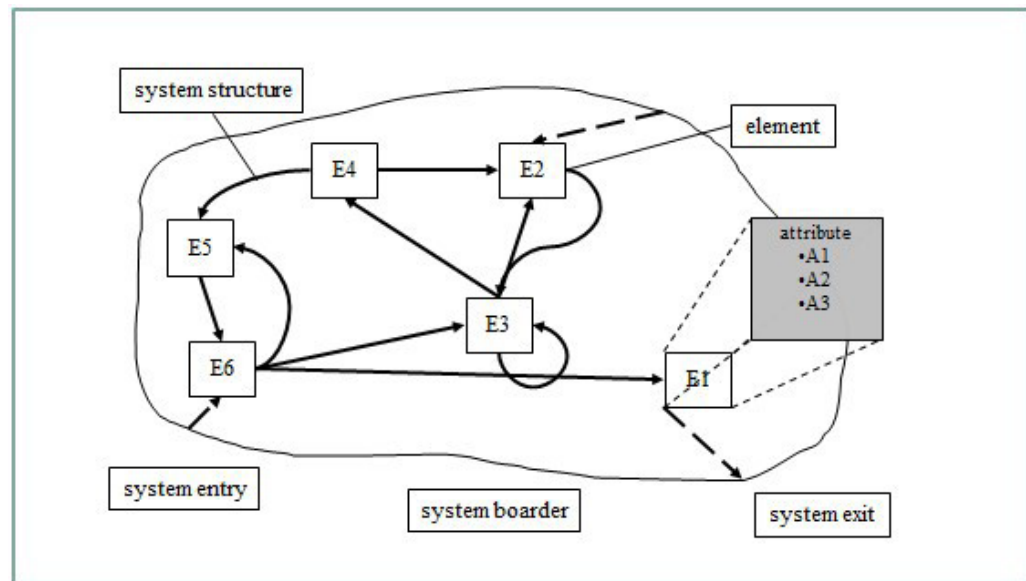 system structure
element
E4
E2
attribute
•A1
•A2
•A3
E5
E3
E6
E1
system entry
system boarder
system exit